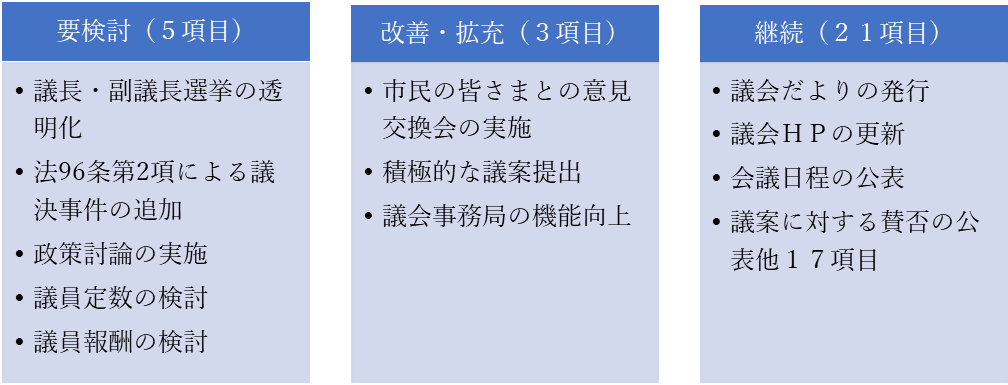 要検討（５項目）
• 議長・副議長選挙の透
明化
• 法96条第2項による議
決事件の追加
• 政策討論の実施
• 議員定数の検討
• 議員報酬の検討
改善・拡充（３項目）
• 市民の皆さまとの意見
交換会の実施
• 積極的な議案提出
• 議会事務局の機能向上
継続（２１項目）
• 議会だよりの発行
• 議会ＨＰの更新
• 会議日程の公表
• 議案に対する賛否の公
表他１７項目